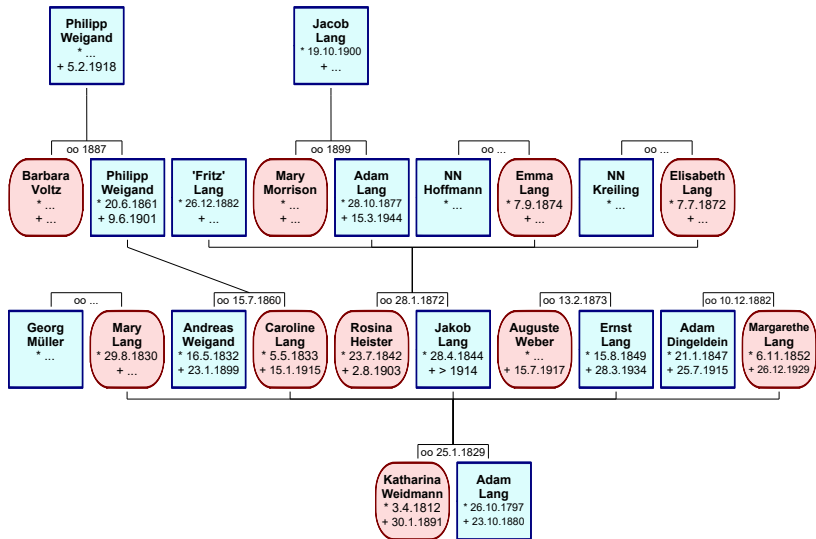 Philipp
Weigand
* ...
+ 5.2.1918
Jacob
Lang
* 19.10.1900
+ ...
oo 1887
oo 1899
oo ...
oo ...
Barbara
Voltz
* ...
+ ...
Philipp
Weigand
* 20.6.1861
+ 9.6.1901
'Fritz'
Lang
* 26.12.1882
+ ...
Mary
Morrison
* ...
+ ...
Adam
Lang
* 28.10.1877
+ 15.3.1944
NN
Hoffmann
* ...
Emma
Lang
* 7.9.1874
+ ...
NN
Kreiling
* ...
Elisabeth
Lang
* 7.7.1872
+ ...
oo ...
oo 15.7.1860
oo 28.1.1872
oo 13.2.1873
oo 10.12.1882
Georg
Müller
* ...
Mary
Lang
* 29.8.1830
+ ...
Andreas
Weigand
* 16.5.1832
+ 23.1.1899
Caroline
Lang
* 5.5.1833
+ 15.1.1915
Rosina
Heister
* 23.7.1842
+ 2.8.1903
Jakob
Lang
* 28.4.1844
+ > 1914
Auguste
Weber
* ...
+ 15.7.1917
Ernst
Lang
* 15.8.1849
+ 28.3.1934
Adam
Dingeldein
* 21.1.1847
+ 25.7.1915
Margarethe
Lang
* 6.11.1852
+ 26.12.1929
oo 25.1.1829
Katharina
Weidmann
* 3.4.1812
+ 30.1.1891
Adam
Lang
* 26.10.1797
+ 23.10.1880